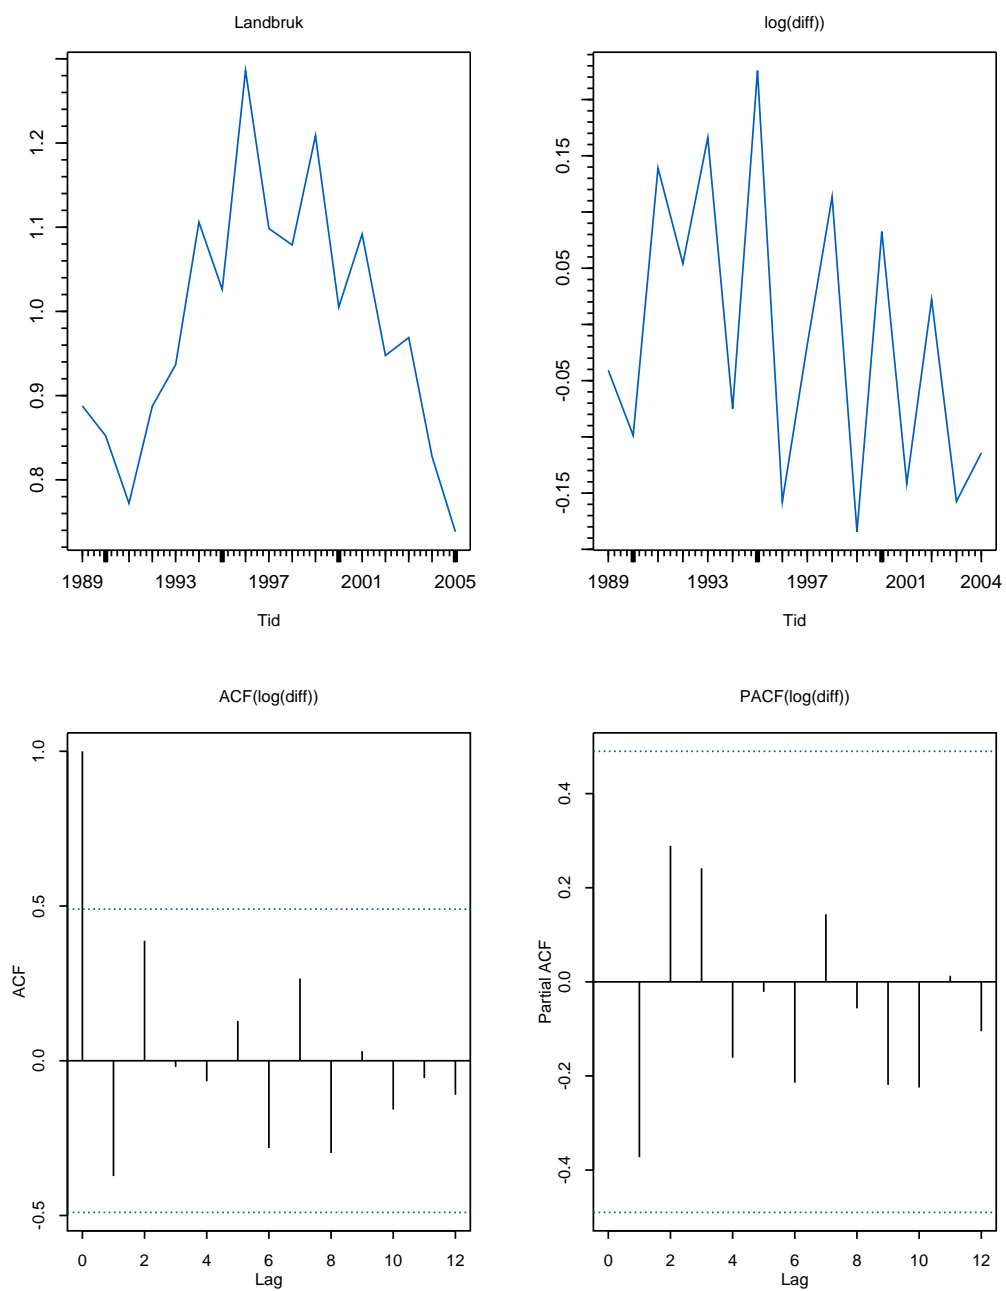 Landbruk
0.8 0.9 1.0 1.1 1.2
1989 1993 1997 2001 2005
Tid
log(diff))
-0.15 -0.05 0.05 0.15
1989 1993 1997 2001 2004
Tid
ACF(log(diff))
ACF
-0.5 0.0 0.5 1.0
0 2 4 6 8 10 12
Lag
PACF(log(diff))
Partial ACF
-0.4 -0.2 0.0 0.2 0.4
0 2 4 6 8 10 12
Lag